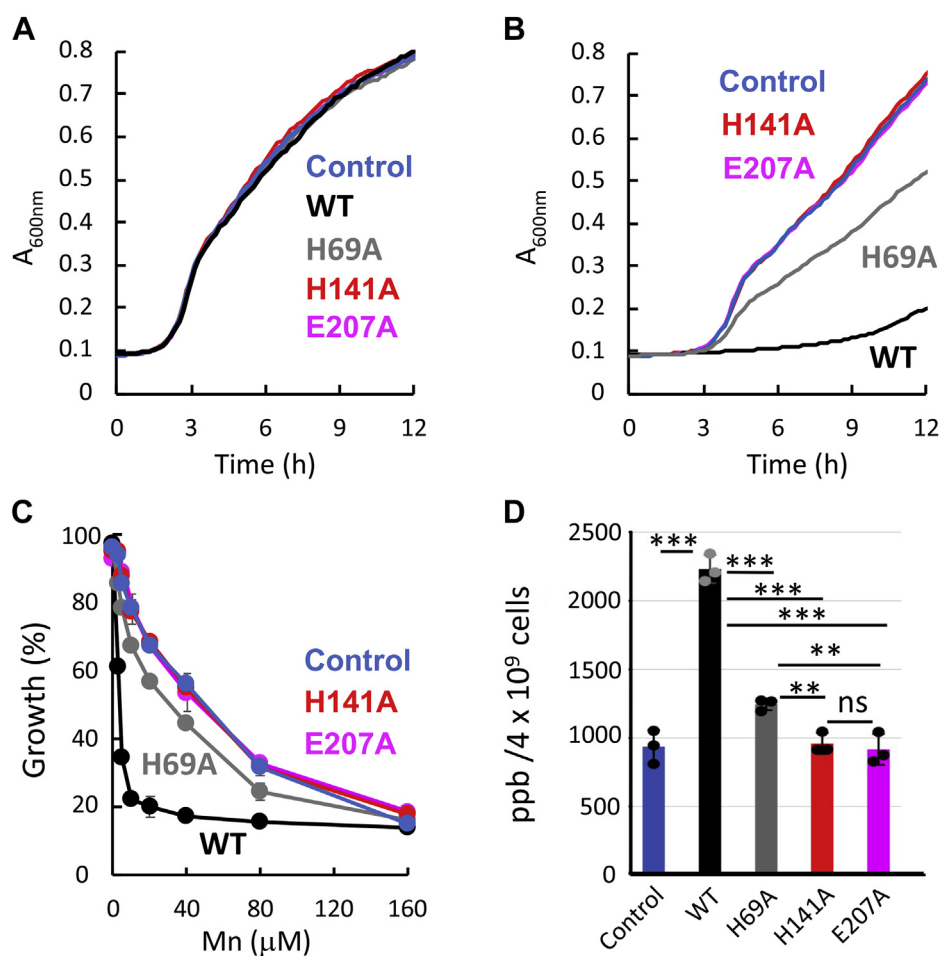 A
0.8
0.7
0.6
0.5
0.4
0.3
0.2
0.1
0
A600nm
Control
WT
H69A
H141A
E207A
0 3 6 9 12
Time (h)
B
0.8
0.7
0.6
0.5
0.4
0.3
0.2
0.1
0
A600nm
Control
H141A
E207A
H69A
WT
0 3 6 9 12
Time (h)
C
100
80
60
40
20
0
Growth (%)
Control
H141A
E207A
H69A
WT
0 40 80 120 160
Mn (μM)
D
2500
2000
1500
1000
500
0
ppb /4 x 10⁹ cells
***
***
***
***
**
**
ns
Control
WT
H69A
H141A
E207A